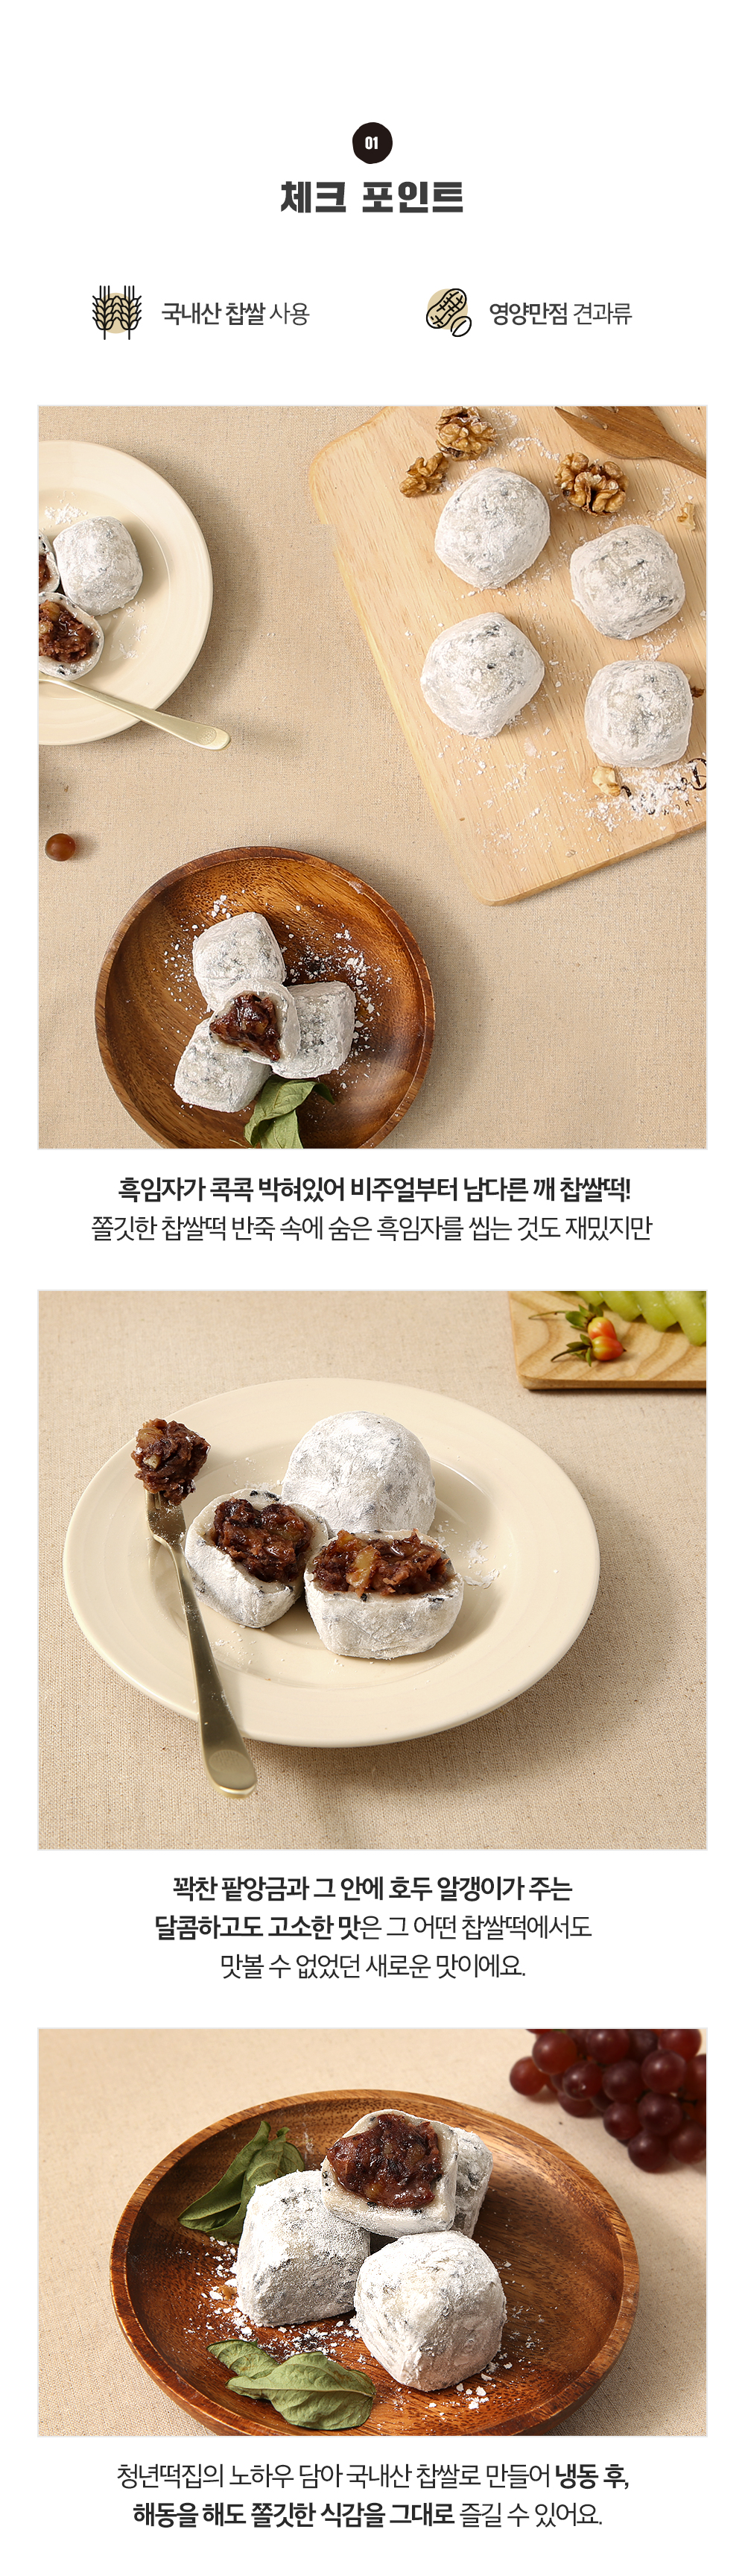 01
체크 포인트
국내산 찹쌀 사용
영양만점 견과류
흑임자가 콕콕 박혀있어 비주얼부터 남다른 깨 찹쌀떡!
쫄깃한 찹쌀떡 반죽 속에 숨은 흑임자를 씹는 것도 재밌지만
꽉찬 팥앙금과 그 안에 호두 알갱이가 주는
달콤하고도 고소한 맛은 그 어떤 찹쌀떡에서도
맛볼 수 없었던 새로운 맛이에요.
청년떡집의 노하우 담아 국내산 찹쌀로 만들어 냉동 후,
해동을 해도 쫄깃한 식감을 그대로 즐길 수 있어요.